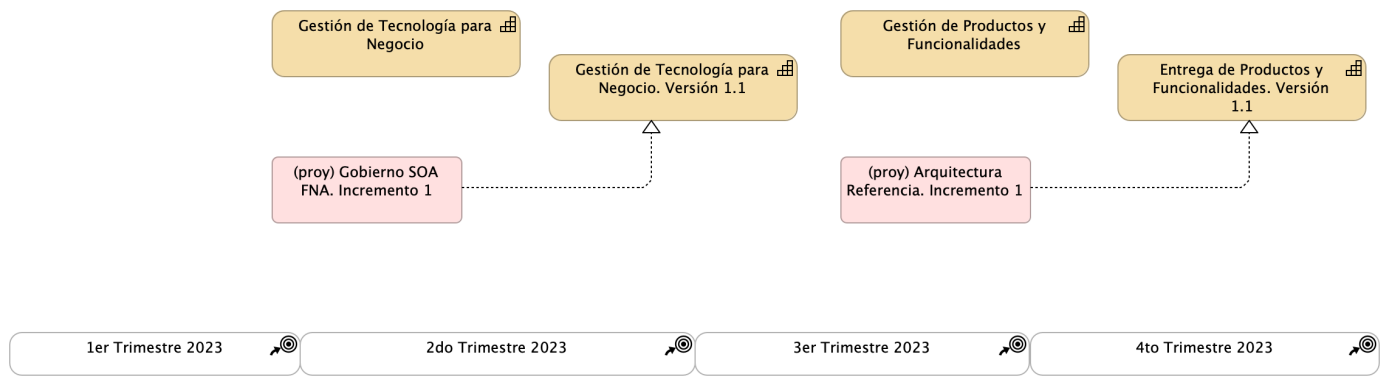 Gestión de Tecnología para
Negocio
Gestión de Productos y
Funcionalidades
Gestión de Tecnología para
Negocio. Versión 1.1
Entrega de Productos y
Funcionalidades. Versión
1.1
(proy) Gobierno SOA
FNA. Incremento 1
(proy) Arquitectura
Referencia. Incremento 1
1er Trimestre 2023
2do Trimestre 2023
3er Trimestre 2023
4to Trimestre 2023